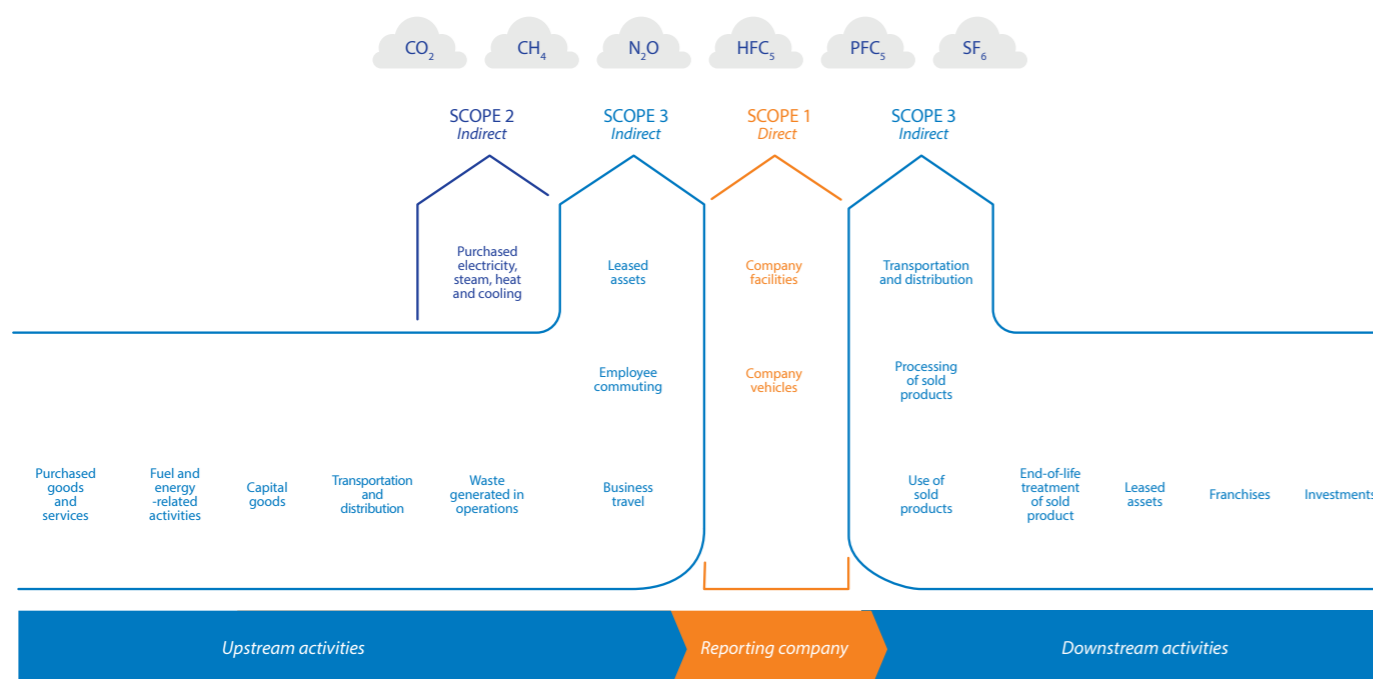 CO2
CH4
N2O
HFC5
PFC5
SF6
SCOPE 2
Indirect
SCOPE 3
Indirect
SCOPE 1
Direct
SCOPE 3
Indirect
Purchased
electricity,
steam, heat
and cooling
Leased
assets
Company
facilities
Transportation
and distribution
Employee
commuting
Company
vehicles
Processing
of sold
products
Purchased
goods
and
services
Fuel and
energy
-related
activities
Capital
goods
Transportation
and
distribution
Waste
generated in
operations
Business
travel
Use of
sold
products
End-of-life
treatment
of sold
product
Leased
assets
Franchises
Investments
Upstream activities
Reporting company
Downstream activities